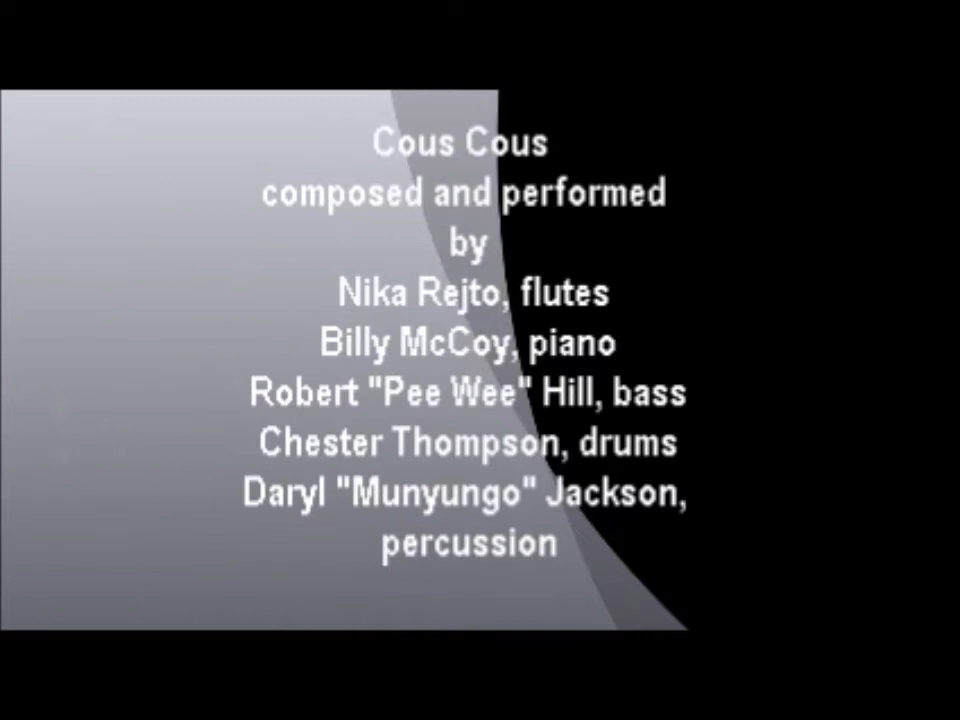 Cous Cous
composed and performed
by
Nika Rejto, flutes
Billy McCoy, piano
Robert "Pee Wee" Hill, bass
Chester Thompson, drums
Daryl "Munyungo" Jackson,
percussion